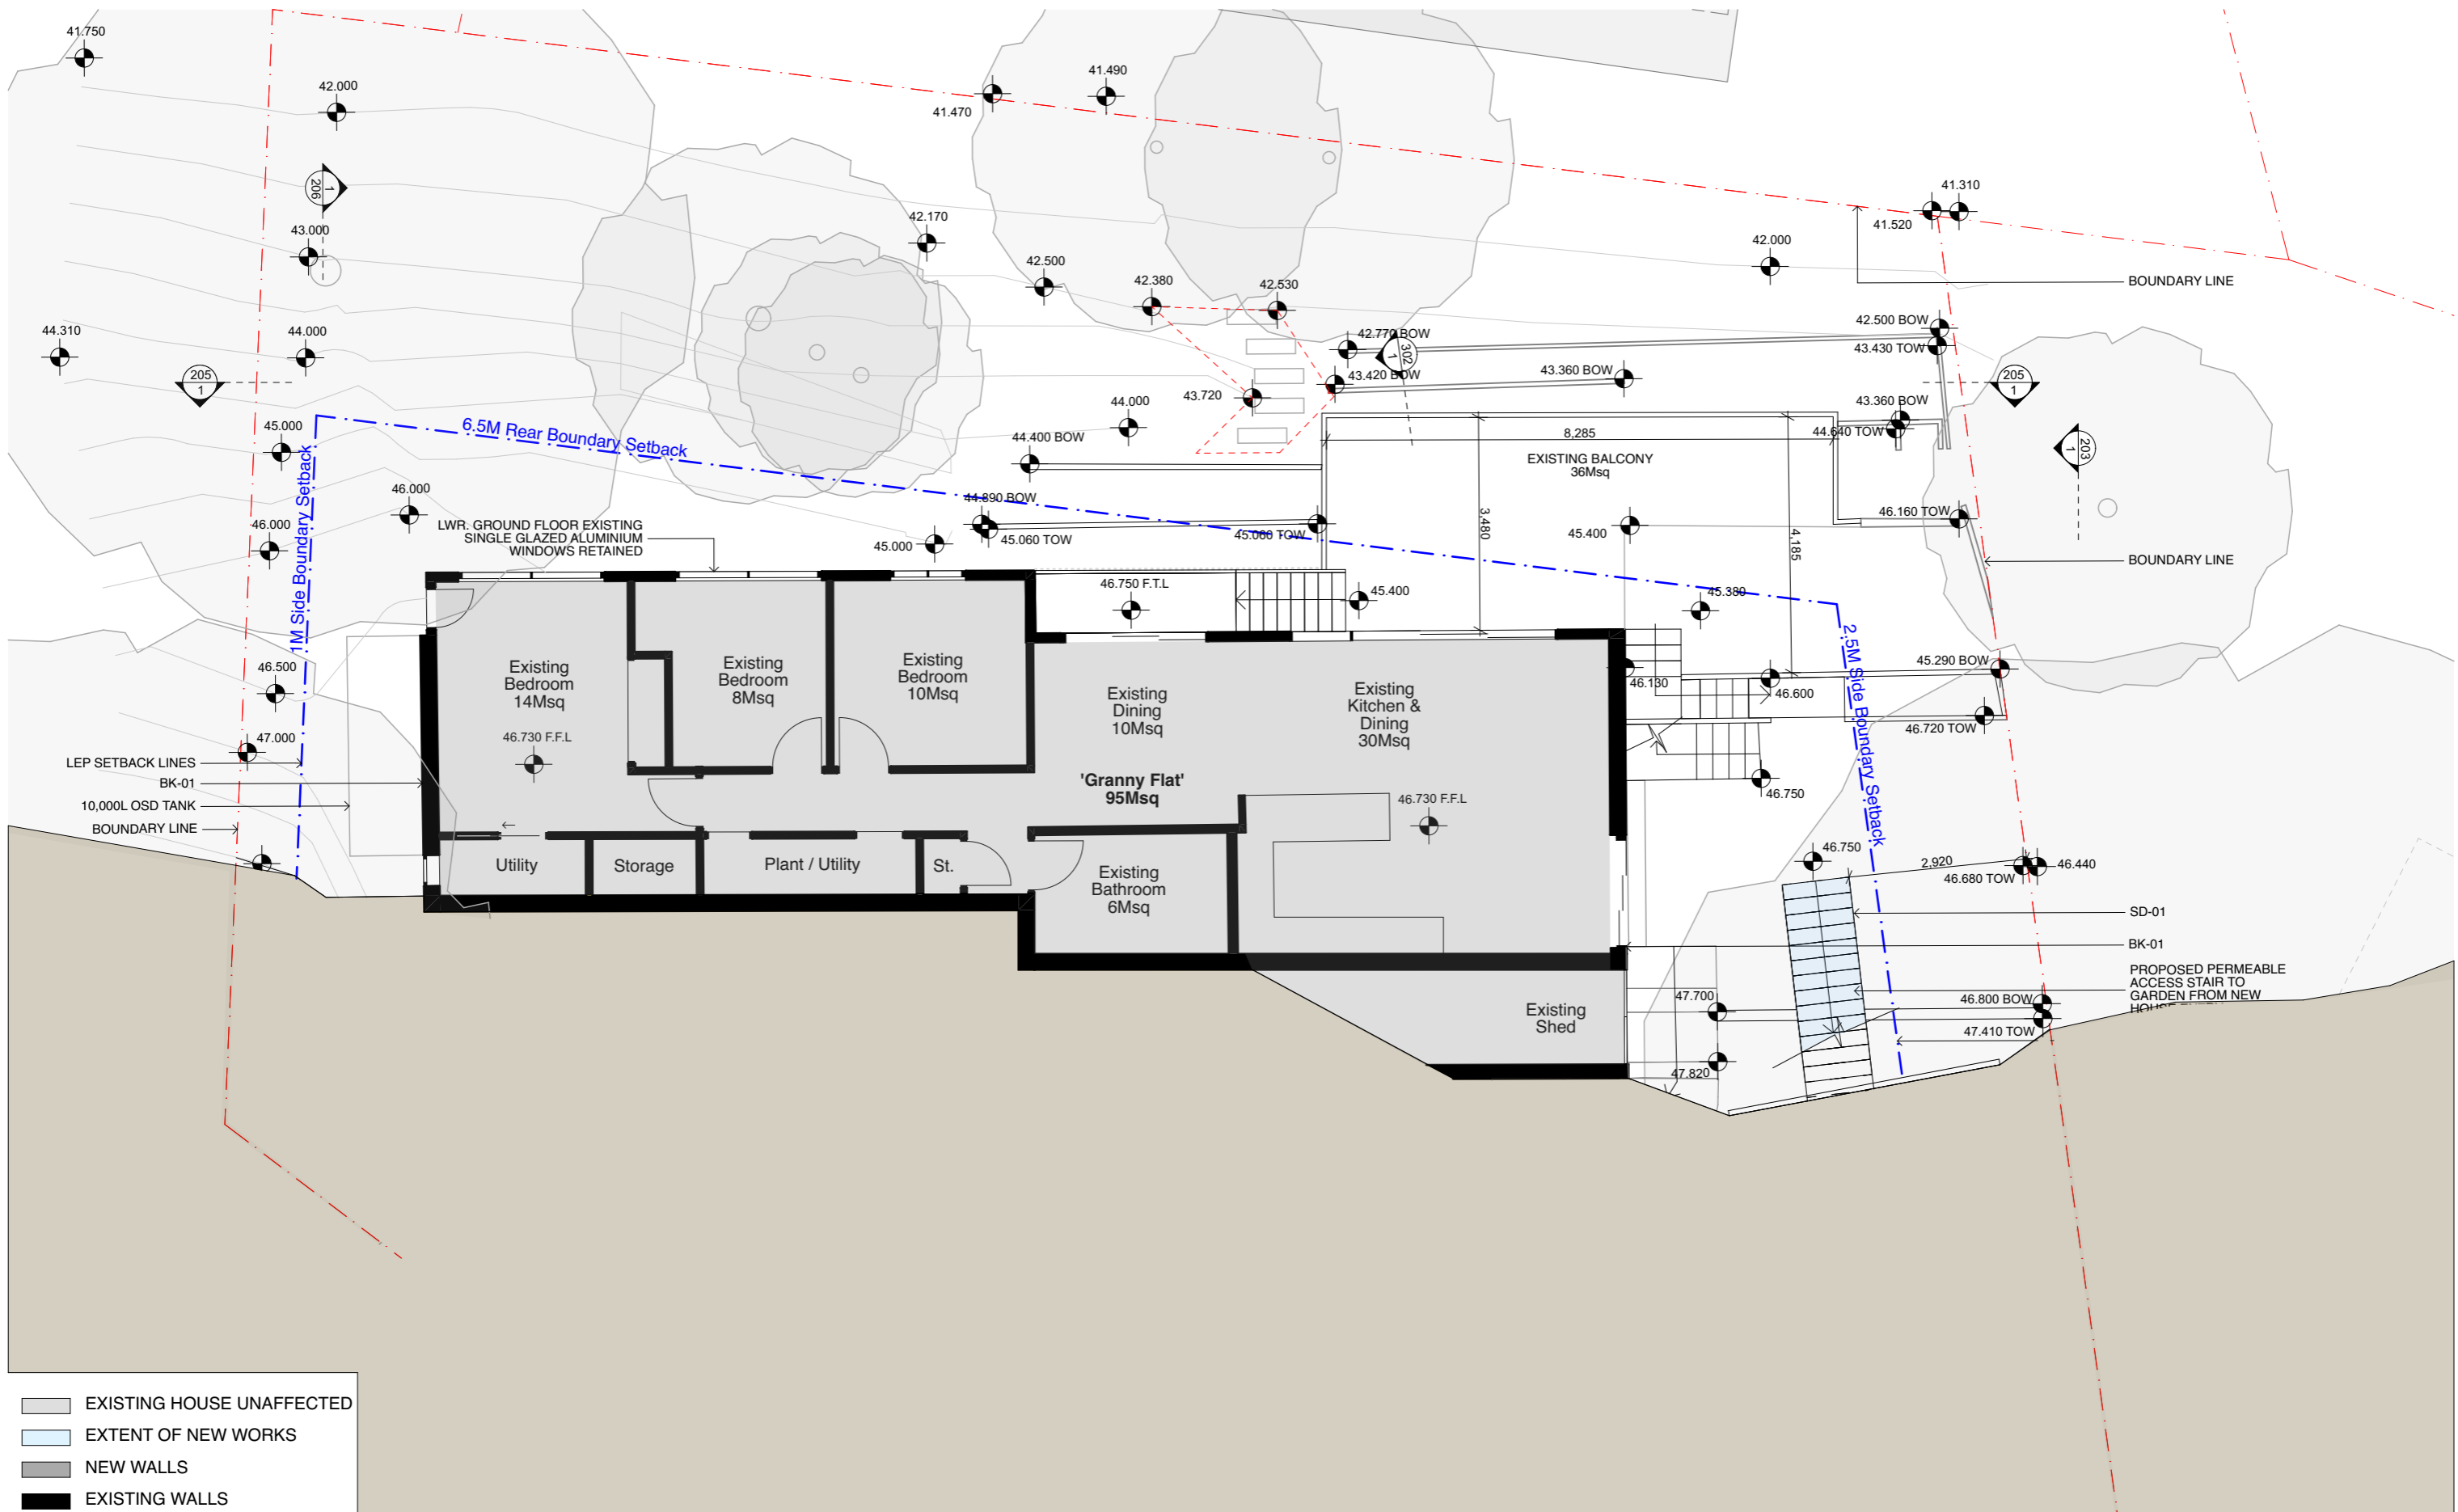 41.750
42.000
41.470
41.490
1
206
43.000
42.170
42.500
42.380
42.530
42.000
41.520
41.310
BOUNDARY LINE
44.310
44.000
205
1
42.770 BOW
302
1
43.420 BOW
43.360 BOW
42.500 BOW
43.430 TOW
205
1
43.720
44.000
43.360 BOW
44.640 TOW
203
1
45.000
6.5M Rear Boundary Setback
44.400 BOW
8,285
EXISTING BALCONY
36Msq
1M Side Boundary Setback
46.000
46.000
LWR. GROUND FLOOR EXISTING
SINGLE GLAZED ALUMINIUM
WINDOWS RETAINED
44.890 BOW
45.060 TOW
45.000
45.060 TOW
3,480
45.400
4,185
46.160 TOW
BOUNDARY LINE
46.750 F.T.L
45.400
45.380
2.5M Side Boundary Setback
46.500
Existing
Bedroom
14Msq
Existing
Bedroom
8Msq
Existing
Bedroom
10Msq
Existing
Dining
10Msq
Existing
Kitchen &
Dining
30Msq
46.130
46.600
45.290 BOW
46.720 TOW
47.000
46.730 F.F.L
LEP SETBACK LINES
BK-01
10,000L OSD TANK
BOUNDARY LINE
'Granny Flat'
95Msq
46.730 F.F.L
46.750
Utility
Storage
Plant / Utility
St.
Existing
Bathroom
6Msq
46.750
2,920
46.680 TOW
46.440
SD-01
BK-01
PROPOSED PERMEABLE
ACCESS STAIR TO
GARDEN FROM NEW
47.700
46.800 BOW
Existing
Shed
47.410 TOW
47.820
EXISTING HOUSE UNAFFECTED
EXTENT OF NEW WORKS
NEW WALLS
EXISTING WALLS